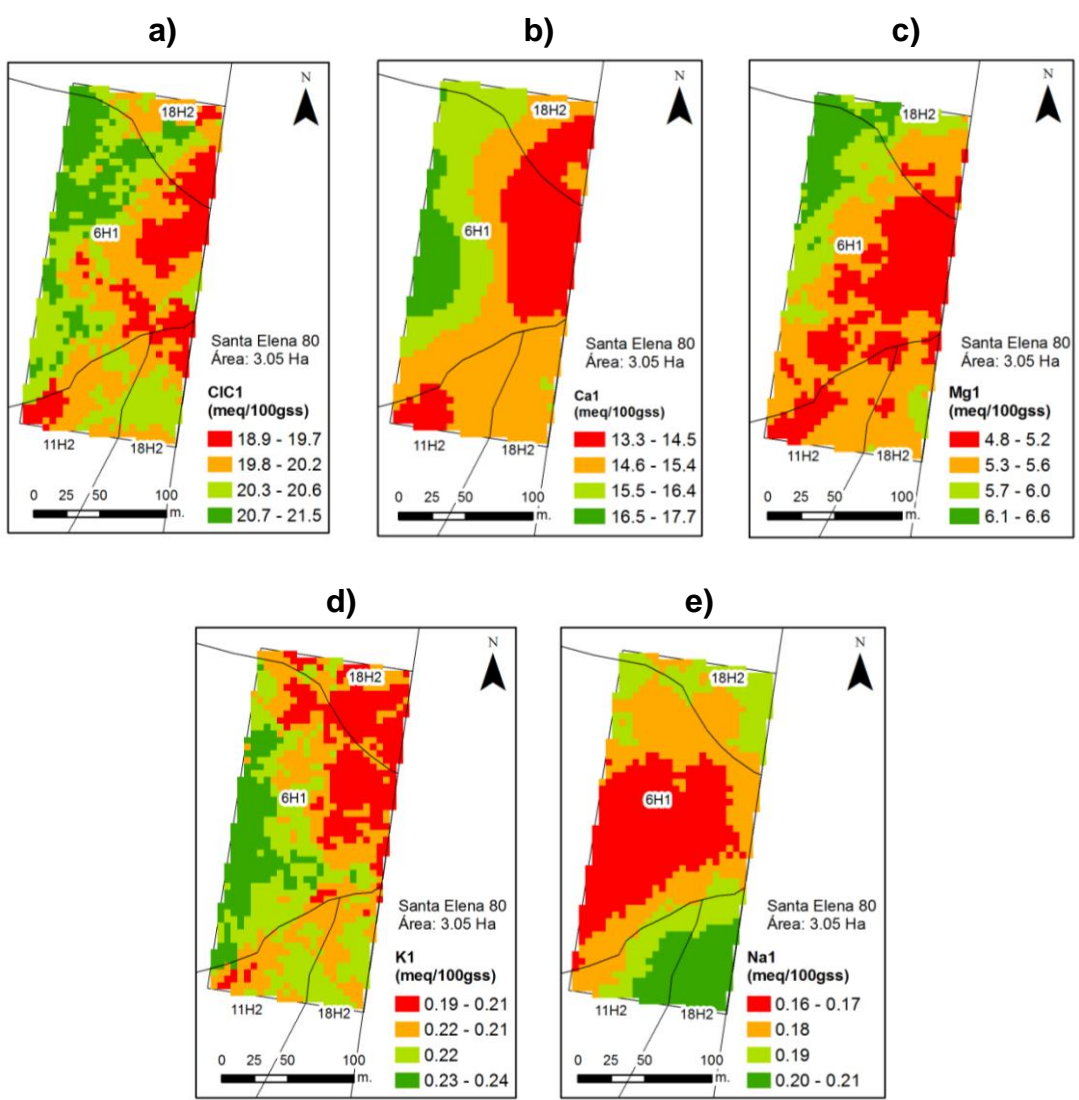 a)
N
18H2
6H1
Santa Elena 80
Área: 3.05 Ha
CIC1
(meq/100gss)
18.9 - 19.7
19.8 - 20.2
20.3 - 20.6
20.7 - 21.5
11H2
18H2
0 25 50 100
m.
b)
N
18H2
6H1
Santa Elena 80
Área: 3.05 Ha
Ca1
(meq/100gss)
13.3 - 14.5
14.6 - 15.4
15.5 - 16.4
16.5 - 17.7
11H2
18H2
0 25 50 100
m.
c)
N
18H2
6H1
Santa Elena 80
Área: 3.05 Ha
Mg1
(meq/100gss)
4.8 - 5.2
5.3 - 5.6
5.7 - 6.0
6.1 - 6.6
11H2
18H2
0 25 50 100
m.
d)
N
18H2
6H1
Santa Elena 80
Área: 3.05 Ha
K1
(meq/100gss)
0.19 - 0.21
0.22 - 0.21
0.22
0.23 - 0.24
11H2
18H2
0 25 50 100
m.
e)
N
18H2
6H1
Santa Elena 80
Área: 3.05 Ha
Na1
(meq/100gss)
0.16 - 0.17
0.18
0.19
0.20 - 0.21
11H2
18H2
0 25 50 100
m.